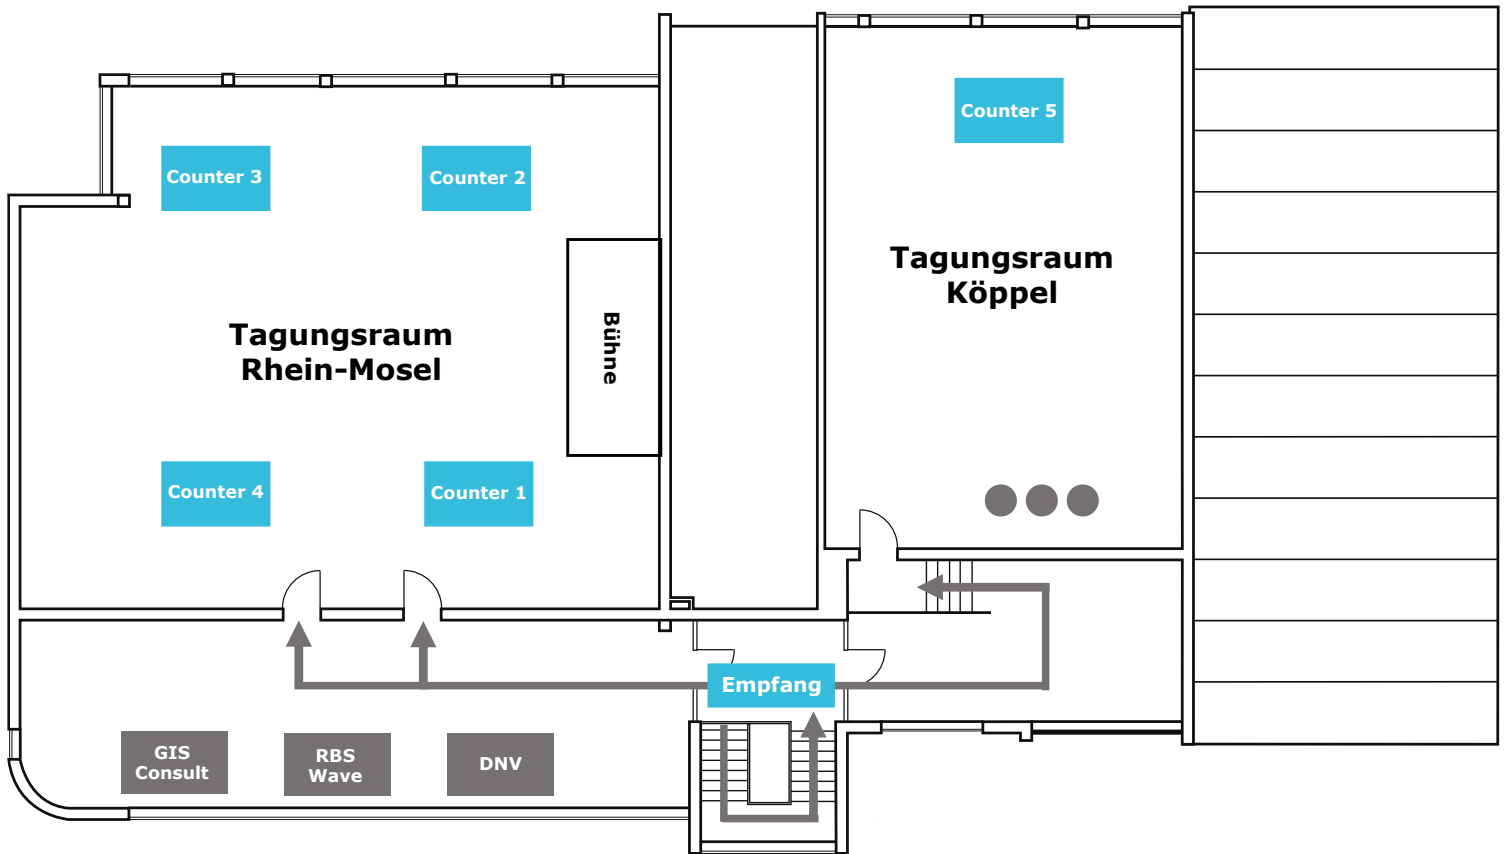 Counter 5
Counter 3
Counter 2
Tagungsraum
Köppel
Tagungsraum
Rhein-Mosel
Bühne
Counter 4
Counter 1
Empfang
GIS
Consult
RBS
Wave
DNV